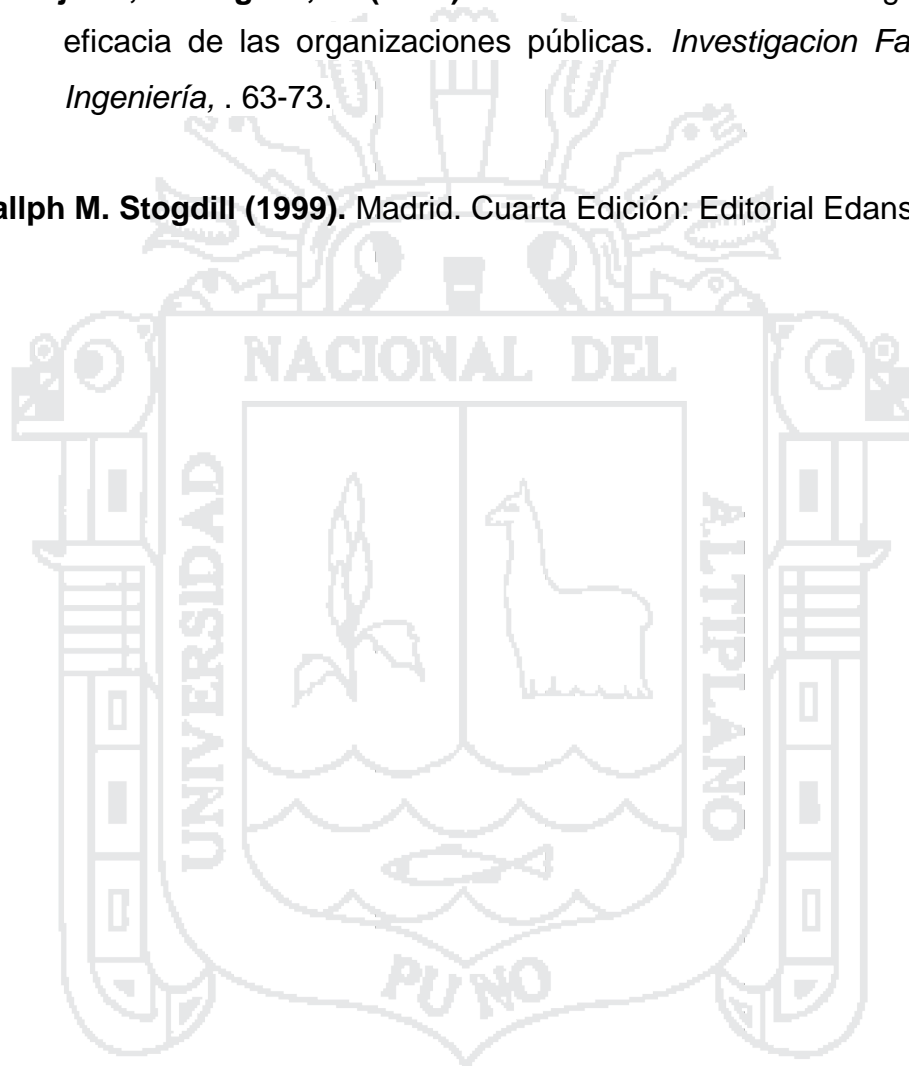 eficacia de las organizaciones públicas. Investigacion Fa
Ingeniería, . 63-73.
allph M. Stogdill (1999). Madrid. Cuarta Edición: Editorial Edans
NACIONAL DEL
UNIVERSIDAD
ALTIPLANO
PUNO